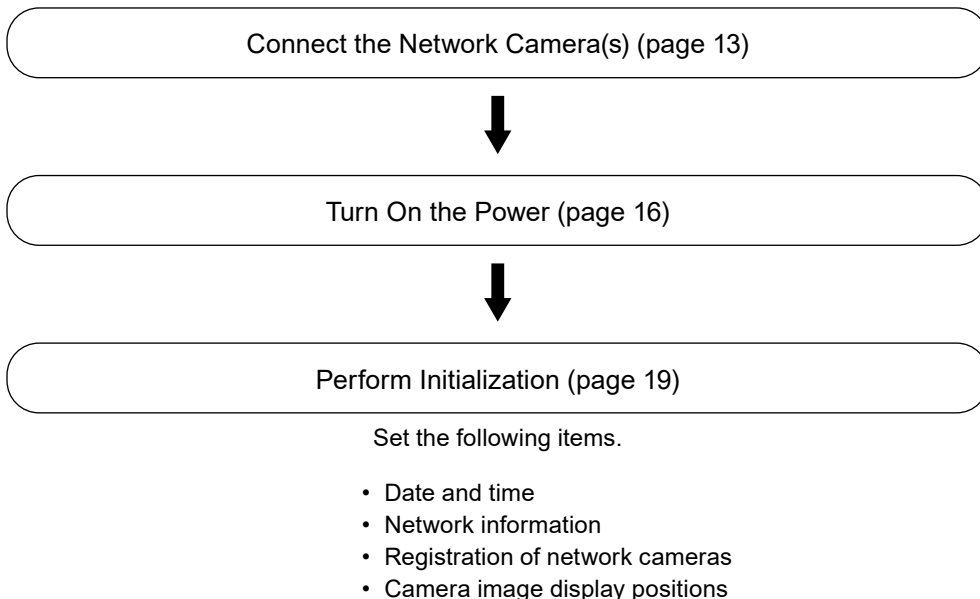 Connect the Network Camera(s) (page 13)
Turn On the Power (page 16)
Perform Initialization (page 19)
Set the following items.
• Date and time
• Network information
• Registration of network cameras
• Camera image display positions